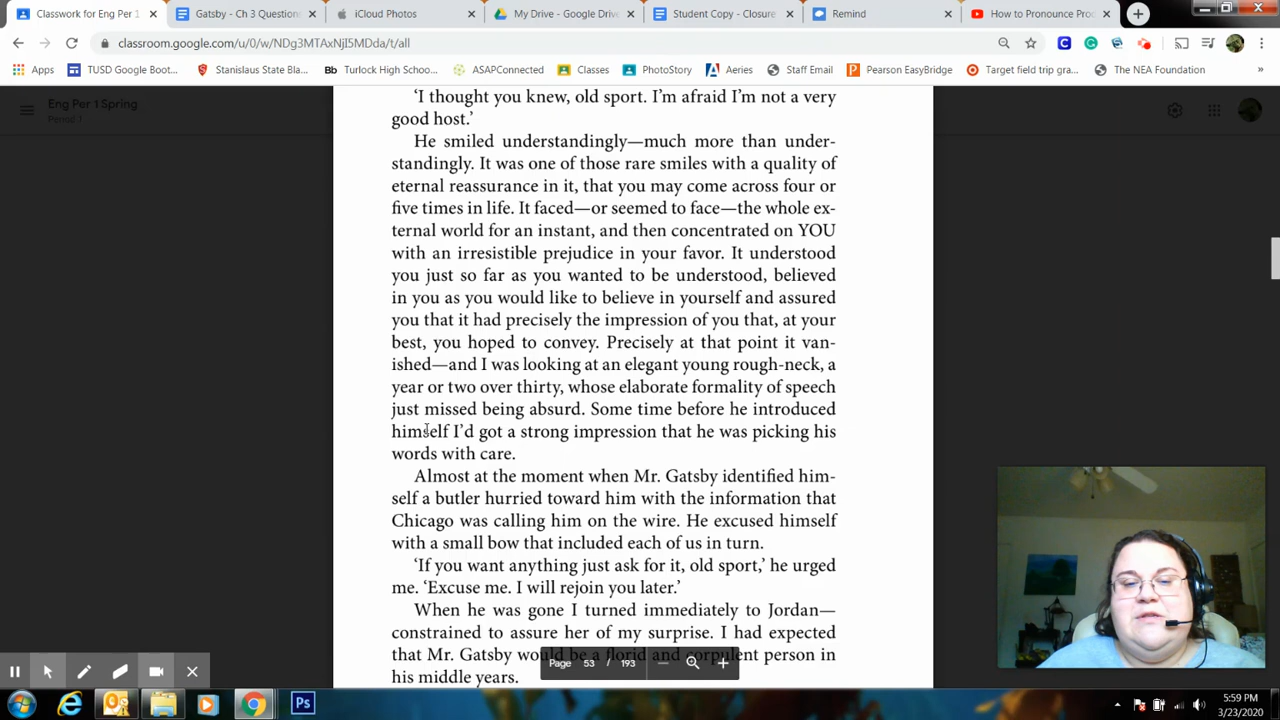 Classwork for Eng Per 1
Gatsby - Ch 3 Question
iCloud Photos
My Drive - Google Drive
Student Copy - Closure
Remind
How to Pronounce Proc
classroom.google.com/u/0/w/NDg3MTAxNjI5MDda/t/all
Apps
TUSD Google Boot...
Stanislaus State Bla...
Bb Turlock High Schoo...
ASAPConnected
Classes
PhotoStory
Aeries
Staff Email
Pearson EasyBridge
Target field trip gra...
The NEA Foundation
Eng Per 1 Spring
Period 1
‘I thought you knew, old sport. I’m afraid I’m not a very
good host.’
He smiled understandingly—much more than under-
standingly. It was one of those rare smiles with a quality of
eternal reassurance in it, that you may come across four or
five times in life. It faced—or seemed to face—the whole ex-
ternal world for an instant, and then concentrated on YOU
with an irresistible prejudice in your favor. It understood
you just so far as you wanted to be understood, believed
in you as you would like to believe in yourself and assured
you that it had precisely the impression of you that, at your
best, you hoped to convey. Precisely at that point it van-
ished—and I was looking at an elegant young rough-neck, a
year or two over thirty, whose elaborate formality of speech
just missed being absurd. Some time before he introduced
himself I’d got a strong impression that he was picking his
words with care.
Almost at the moment when Mr. Gatsby identified him-
self a butler hurried toward him with the information that
Chicago was calling him on the wire. He excused himself
with a small bow that included each of us in turn.
‘If you want anything just ask for it, old sport,’ he urged
me. ‘Excuse me. I will rejoin you later.’
When he was gone I turned immediately to Jordan—
constrained to assure her of my surprise. I had expected
that Mr. Gatsby would be a florid and corpulent person in
his middle years.
Page 53 / 193
Ps
5:59 PM
3/23/2020